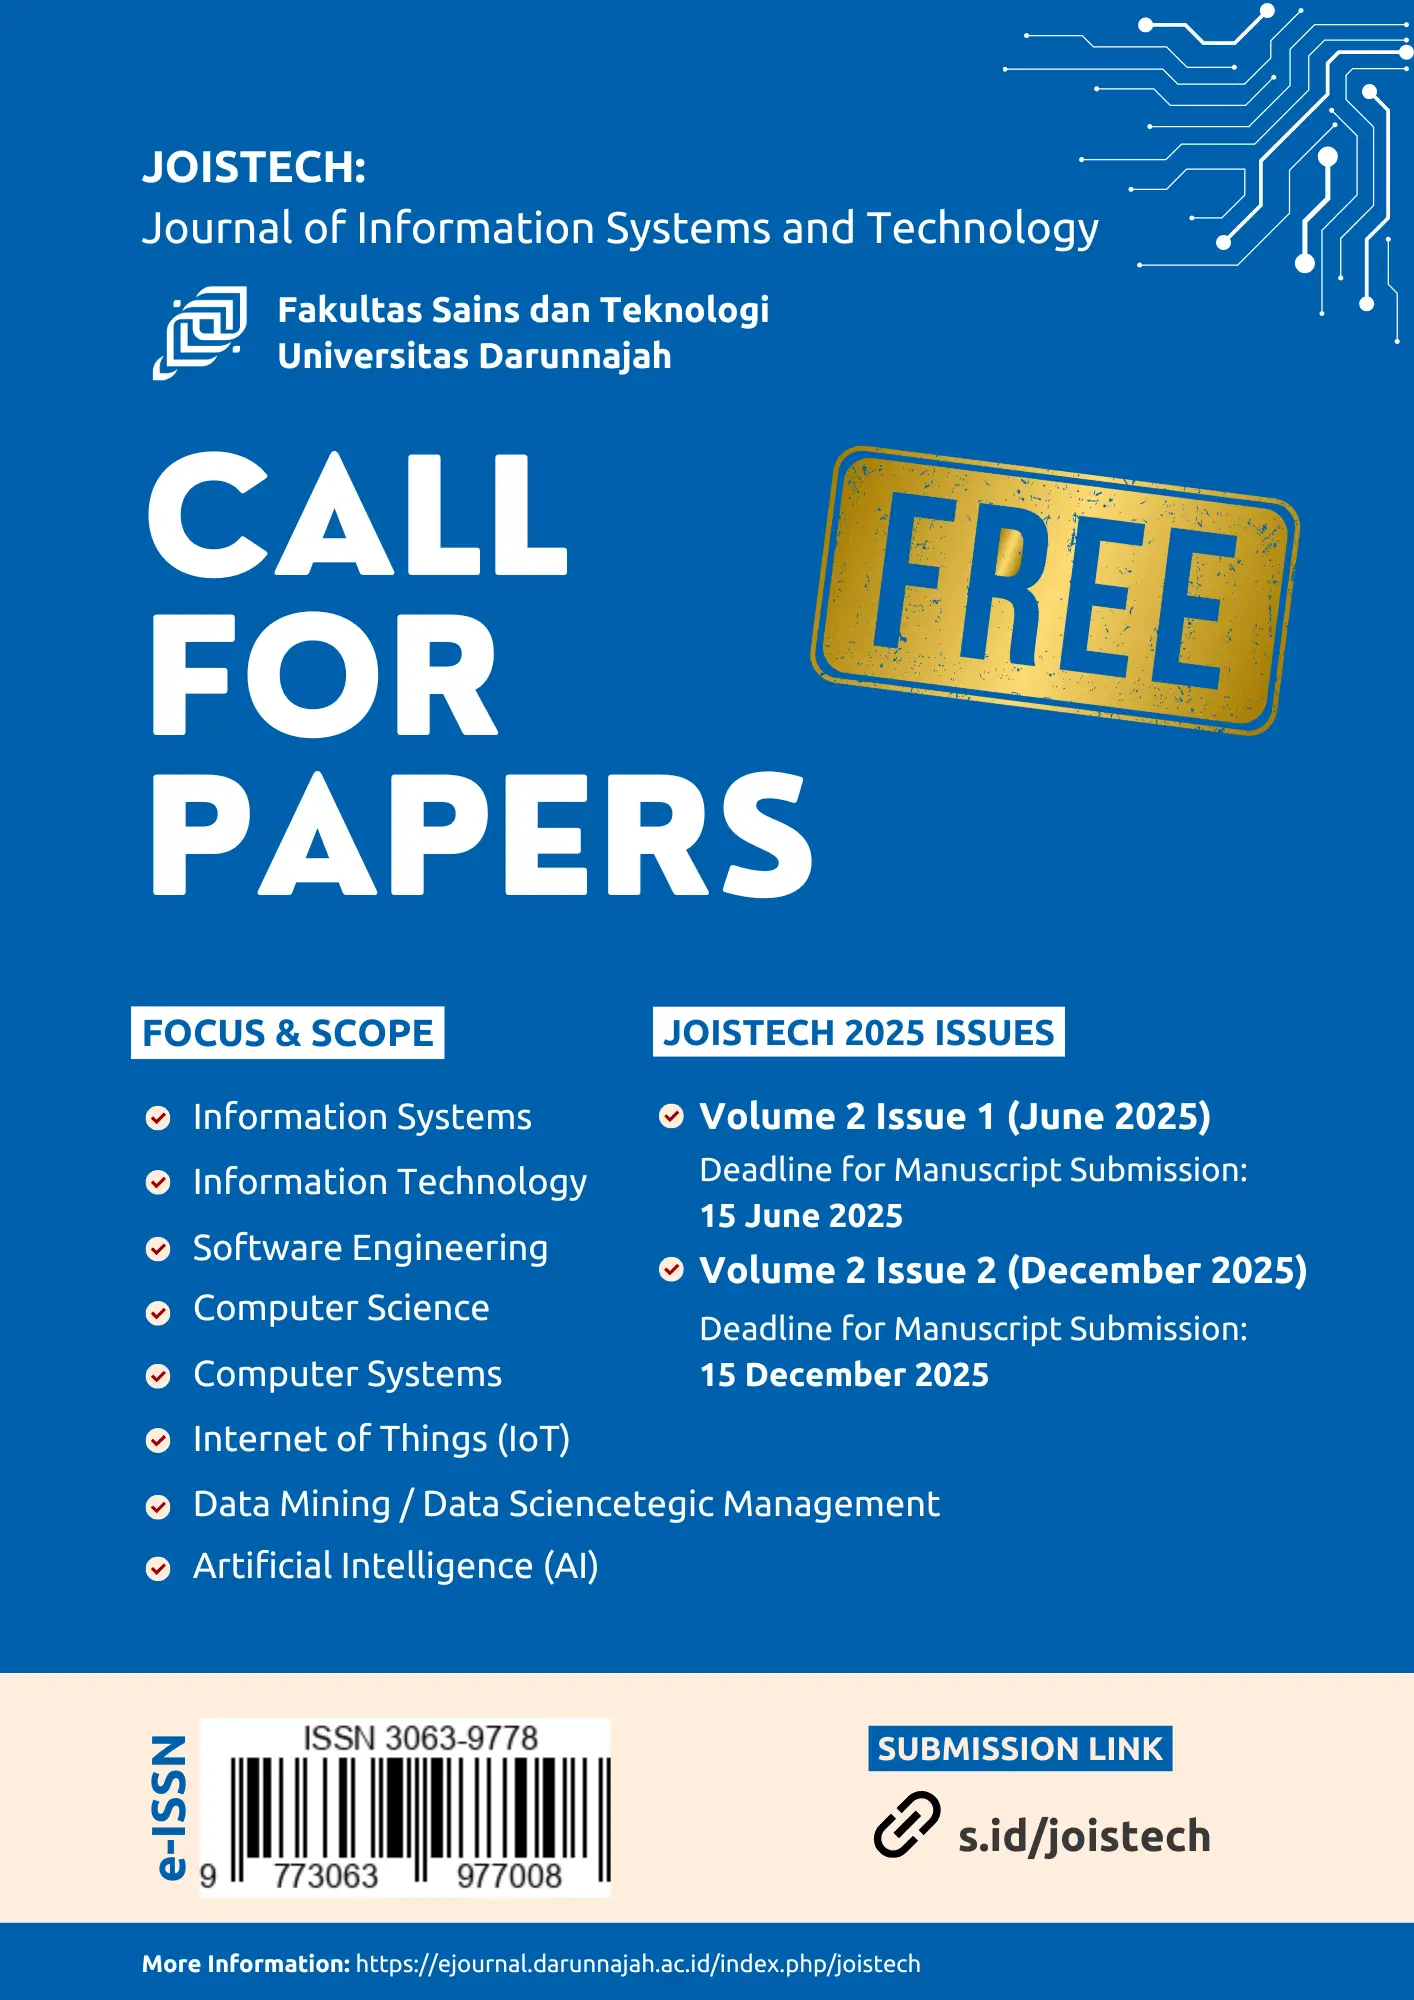 JOISTECH:
Journal of Information Systems and Technology
Fakultas Sains dan Teknologi
Universitas Darunnajah
CALL
FOR
PAPERS
FREE
FOCUS & SCOPE
Information Systems
Information Technology
Software Engineering
Computer Science
Computer Systems
Internet of Things (IoT)
Data Mining / Data Sciencetegic Management
Artificial Intelligence (AI)
JOISTECH 2025 ISSUES
Volume 2 Issue 1 (June 2025)
Deadline for Manuscript Submission:
15 June 2025
Volume 2 Issue 2 (December 2025)
Deadline for Manuscript Submission:
15 December 2025
e-ISSN
ISSN 3063-9778
9 773063 977008
SUBMISSION LINK
s.id/joistech
More Information: https://ejournal.darunnajah.ac.id/index.php/joistech